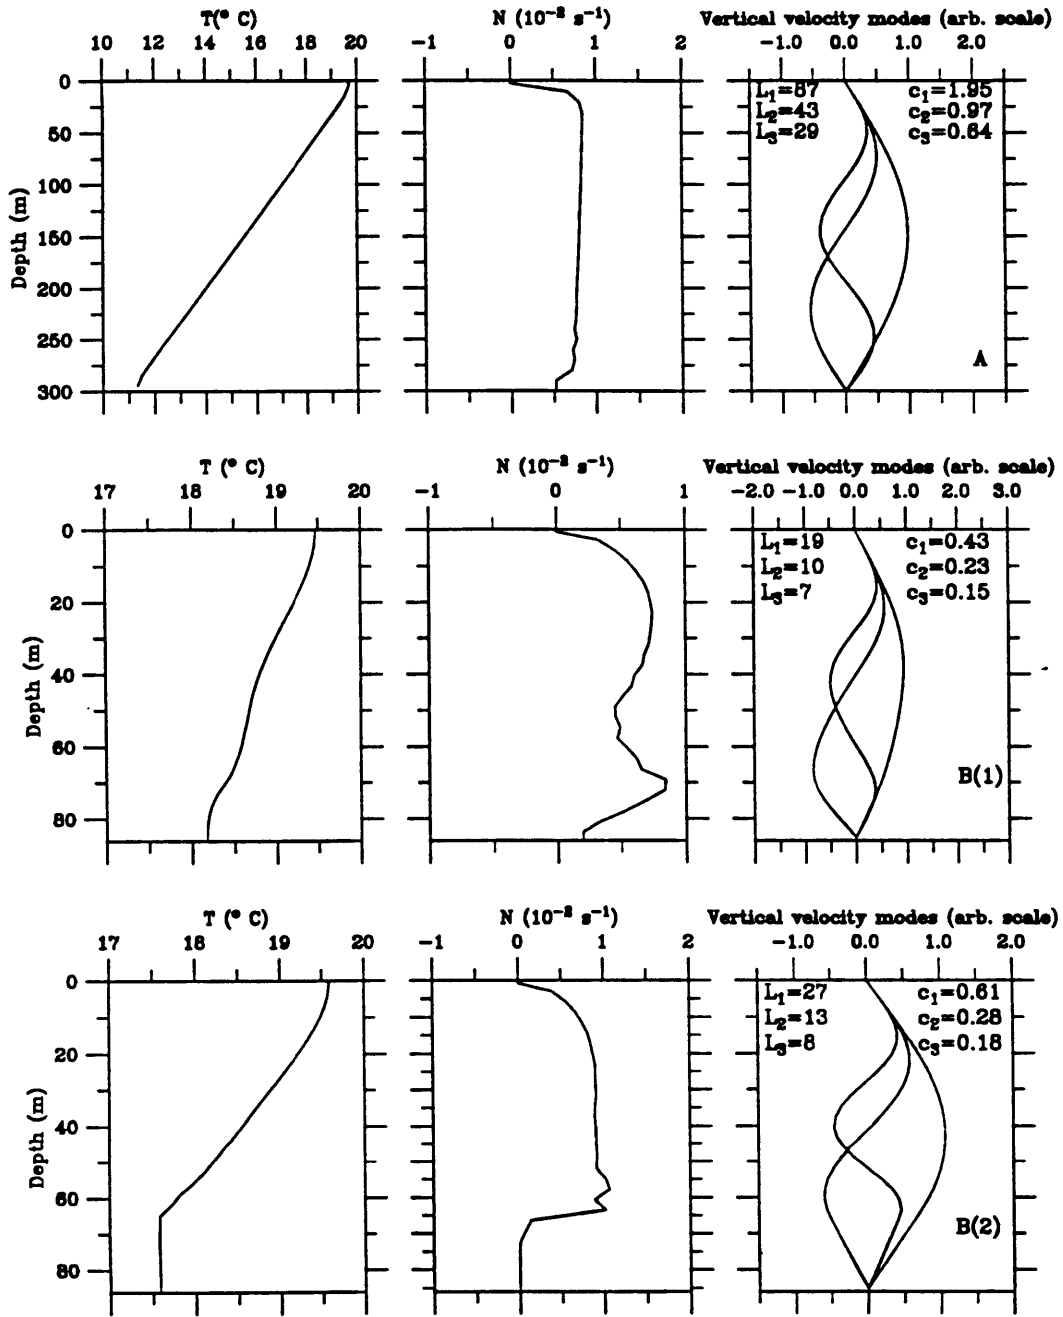 T(° C)
N (10⁻² s⁻¹)
Vertical velocity modes (arb. scale)
10 12 14 16 18 20
−1 0 1 2
−1.0 0.0 1.0 2.0
0
50
100
150
200
250
300
Depth (m)
L₁=87
L₂=43
L₃=29
c₁=1.95
c₂=0.97
c₃=0.64
A
T (° C)
N (10⁻² s⁻¹)
Vertical velocity modes (arb. scale)
17 18 19 20
−1 0 1
−2.0 −1.0 0.0 1.0 2.0 3.0
0
20
40
60
80
Depth (m)
L₁=19
L₂=10
L₃=7
c₁=0.43
c₂=0.23
c₃=0.15
B(1)
T (° C)
N (10⁻² s⁻¹)
Vertical velocity modes (arb. scale)
17 18 19 20
−1 0 1 2
−1.0 0.0 1.0 2.0
0
20
40
60
80
Depth (m)
L₁=27
L₂=13
L₃=8
c₁=0.61
c₂=0.28
c₃=0.18
B(2)